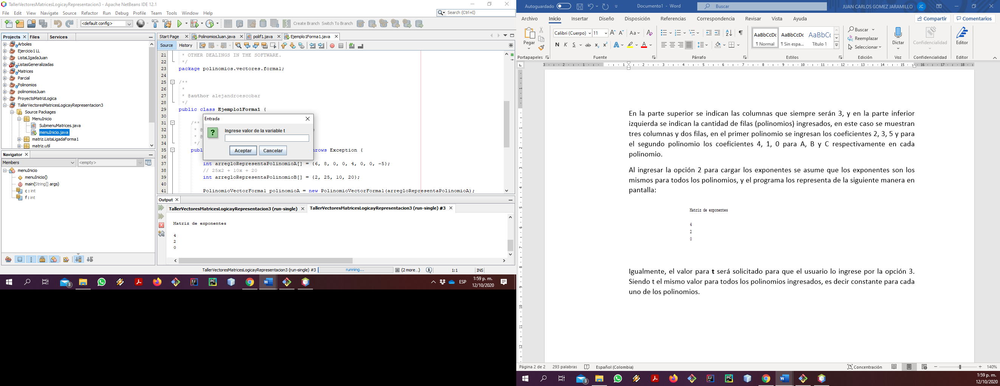 TallerVectoresMatricesLogicayRepresentacion3 - Apache NetBeans IDE 12.1
File Edit View Navigate Source Refactor Run Debug Profile Team Tools Window Help
Search (Ctrl+I)
<default config>
Create Branch Switch To Branch
Projects Files Services
Arboles
Ejercicio1 LL
ListaLIgadaJuan
ListasGeneralizadas
Matrices
Parcial
Polinomios
polinomiosJuan
ProyectoMatrizLogica
TallerVectoresMatricesLogicayRepresentacion3
Source Packages
MenuInicio
SubmenuMatrices.java
menuInicio.java
matriz.ListaLigadaForma1
matriz.util
Navigator
Members
<empty>
menuInicio
menuInicio()
main(String[] args)
c : int
f : int
Start Page PolinomiosJuan.java polif1.java Ejemplo1Forma1.java
Source History
21 * OTHER DEALINGS IN THE SOFTWARE.
22 */
23 package polinomios.vectores.forma1;
24
25 /**
26 *
27 * @author alejandroescobar
28 */
29 public class Ejemplo1Forma1 {
30
31 /**
32 * @
33 * @
34 */
35 publ rows Exception {
36
37 int arregloRepresentaPolinomioA[] = {6, 8, 0, 0, 4, 0, 0, -5};
38 // 25x2 + 10x + 20
39 int arregloRepresentaPolinomioB[] = {2, 25, 10, 20};
40
41 PolinomioVectorForma1 polinomioA = new PolinomioVectorForma1(arregloRepresentaPolinomioA);
Entrada
Ingrese valor de la variable t
Aceptar Cancelar
Output
TallerVectoresMatricesLogicayRepresentacion3 (run-single) TallerVectoresMatricesLogicayRepresentacion3 (run-single) #3
Matriz de exponentes
4
2
0
TallerVectoresMatricesLogicayRepresentacion3 (run-single) #3 running... (2 more...) 1 1:1 INS
3
ESP
1:59 p. m.
12/10/2020
Autoguardado
Documento1 - Word
Buscar
JUAN CARLOS GOMEZ JARAMILLO JC
Archivo Inicio Insertar Diseño Disposición Referencias Correspondencia Revisar Vista Ayuda
Compartir Comentarios
Pegar
Calibri (Cuerpo) 11
N K S
AaBbCcDc AaBbCcDc AaBbC
¶ Normal ¶ Sin espa... Título 1
Buscar
Reemplazar
Seleccionar
Dictar
Confidencialidad
Editor
Portapapeles Fuente Párrafo Estilos Edición Voz Confidencialidad Editor
En la parte superior se indican las columnas que siempre serán 3, y en la parte inferior
izquierda se indican la cantidad de filas (polinomios) ingresados, en este caso se muestran
tres columnas y dos filas, en el primer polinomio se ingresan los coeficientes 2, 3, 5 y para
el segundo polinomio los coeficientes 4, 1, 0 para A, B y C respectivamente en cada
polinomio.
Al ingresar la opción 2 para cargar los exponentes se asume que los exponentes son los
mismos para todos los polinomios, y el programa los representa de la siguiente manera en
pantalla:
Matriz de exponentes
4
2
0
Igualmente, el valor para t será solicitado para que el usuario lo ingrese por la opción 3.
Siendo t el mismo valor para todos los polinomios ingresados, es decir constante para cada
uno de los polinomios.
Página 2 de 2 293 palabras Español (Colombia) Concentración 140%
3
1:59 p. m.
12/10/2020